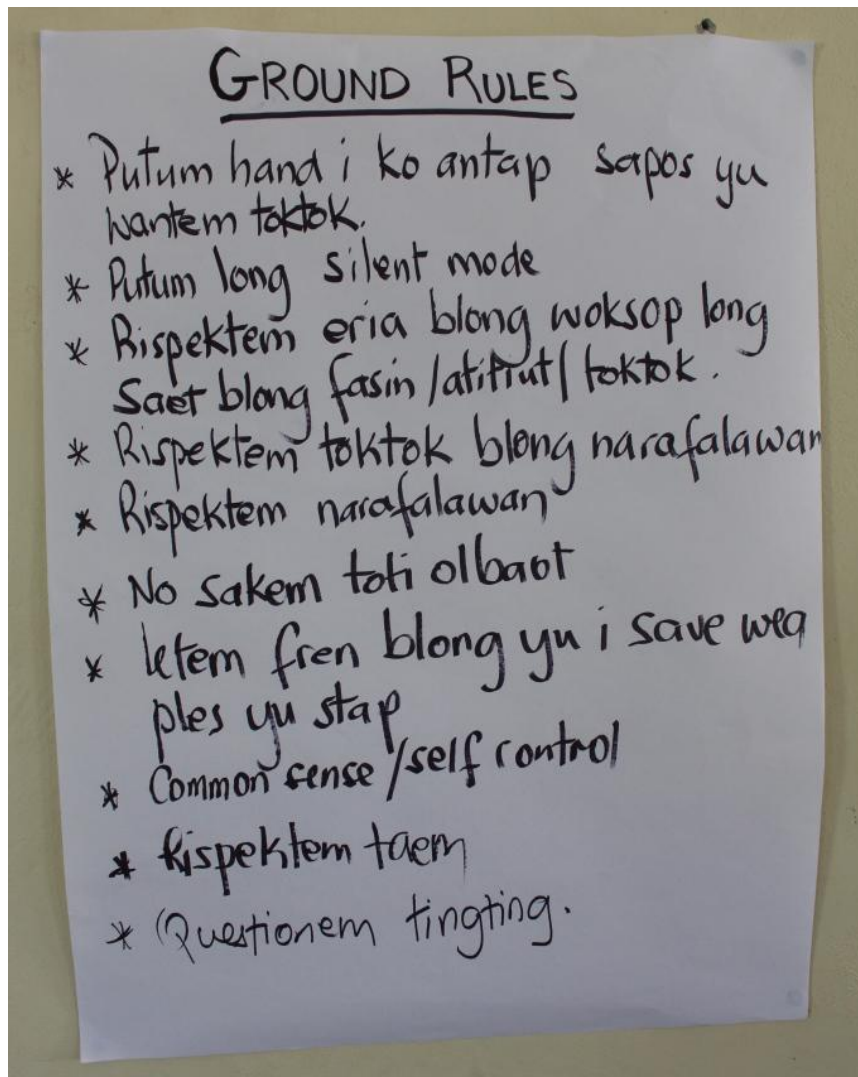 GROUND RULES
* Putum hand i ko antap sapos yu
wantem toktok.
* Putum long silent mode
* Rispektem eria blong woksop long
Saet blong fasin/atitiut/toktok.
* Rispektem toktok blong narafalawan
* Rispektem narafalawan
* No sakem toti olbaot
* letem fren blong yu i save wea
ples yu stap
* Common sense/self control
* Rispektem taem
* Questionem tingting.